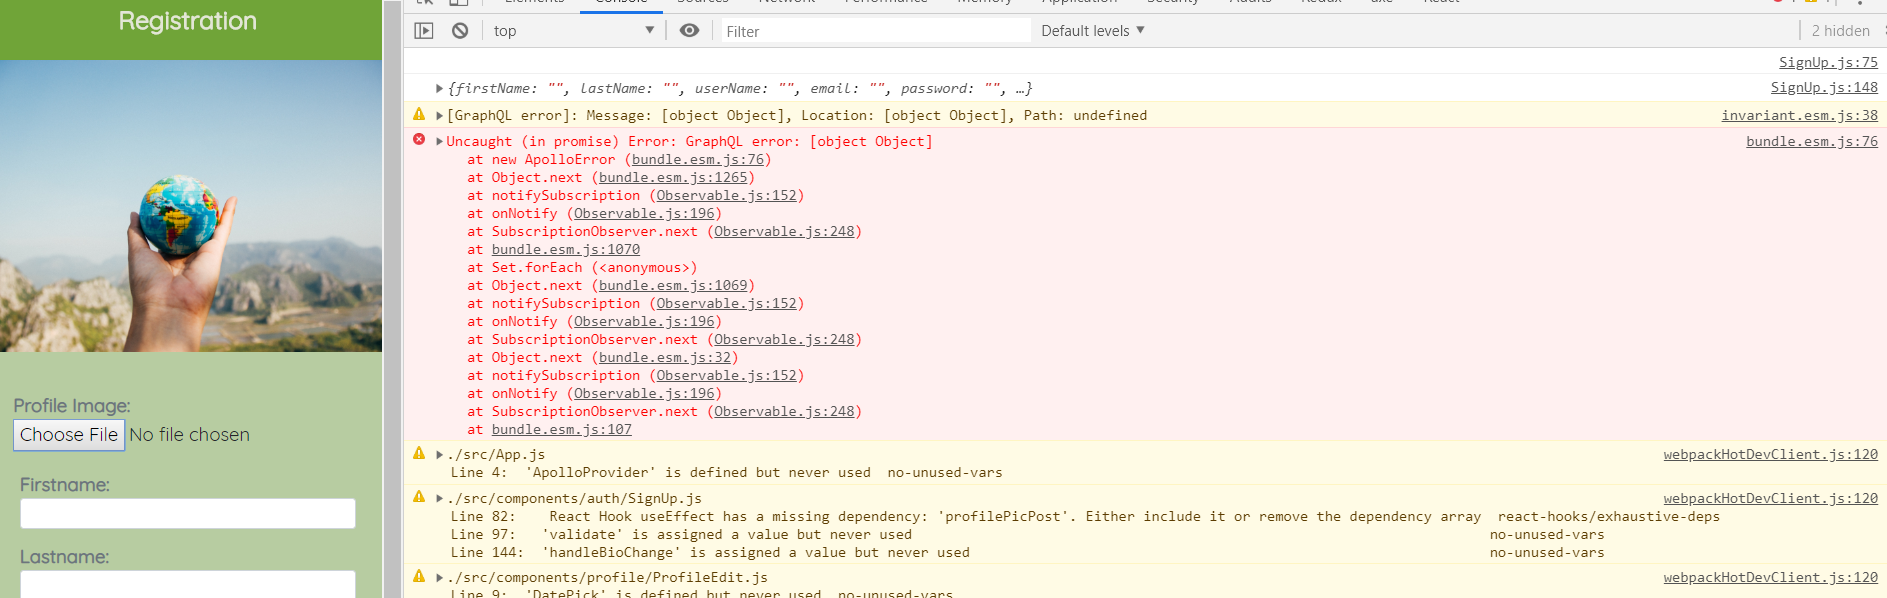 Registration
Profile Image:
Choose File No file chosen
Firstname:
Lastname:
Elements Console Sources Network Performance Memory Application Security Audits Redux axe React
top Filter Default levels 2 hidden
SignUp.js:75
{firstName: "", lastName: "", userName: "", email: "", password: "", …} SignUp.js:148
[GraphQL error]: Message: [object Object], Location: [object Object], Path: undefined invariant.esm.js:38
Uncaught (in promise) Error: GraphQL error: [object Object] bundle.esm.js:76
at new ApolloError (bundle.esm.js:76)
at Object.next (bundle.esm.js:1265)
at notifySubscription (Observable.js:152)
at onNotify (Observable.js:196)
at SubscriptionObserver.next (Observable.js:248)
at bundle.esm.js:1070
at Set.forEach (<anonymous>)
at Object.next (bundle.esm.js:1069)
at notifySubscription (Observable.js:152)
at onNotify (Observable.js:196)
at SubscriptionObserver.next (Observable.js:248)
at Object.next (bundle.esm.js:32)
at notifySubscription (Observable.js:152)
at onNotify (Observable.js:196)
at SubscriptionObserver.next (Observable.js:248)
at bundle.esm.js:107
./src/App.js webpackHotDevClient.js:120
Line 4: 'ApolloProvider' is defined but never used no-unused-vars
./src/components/auth/SignUp.js webpackHotDevClient.js:120
Line 82: React Hook useEffect has a missing dependency: 'profilePicPost'. Either include it or remove the dependency array react-hooks/exhaustive-deps
Line 97: 'validate' is assigned a value but never used no-unused-vars
Line 144: 'handleBioChange' is assigned a value but never used no-unused-vars
./src/components/profile/ProfileEdit.js webpackHotDevClient.js:120
Line 9: 'DatePick' is defined but never used no-unused-vars